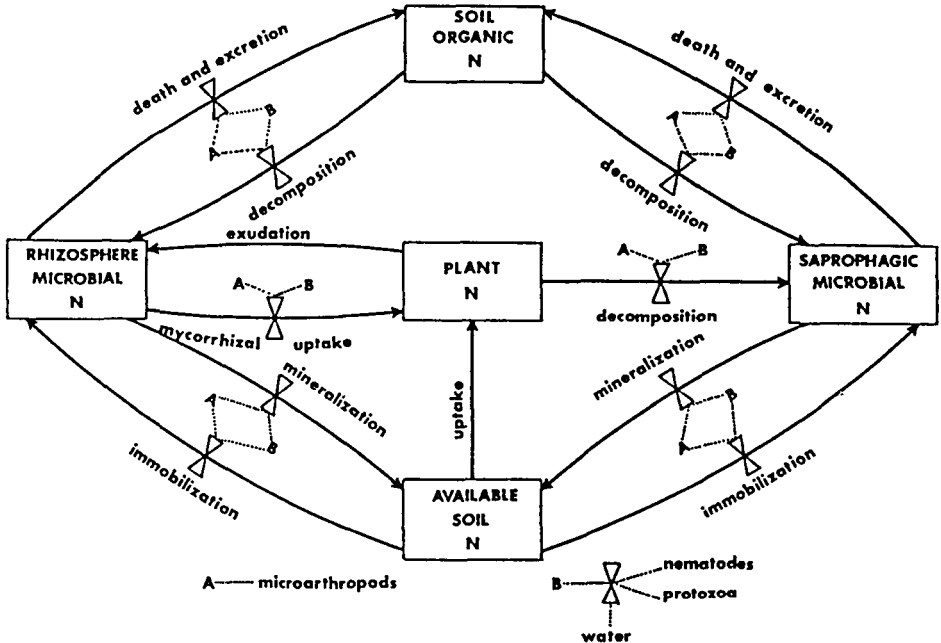 SOIL
ORGANIC
N
death and excretion
death and excretion
B
A
A
B
decomposition
decomposition
exudation
RHIZOSPHERE
MICROBIAL
N
PLANT
N
SAPROPHAGIC
MICROBIAL
N
A
B
A
B
mycorrhizal uptake
decomposition
mineralization
mineralization
uptake
A
B
B
A
immobilization
immobilization
AVAILABLE
SOIL
N
A microarthropods
B
nematodes
protozoa
water